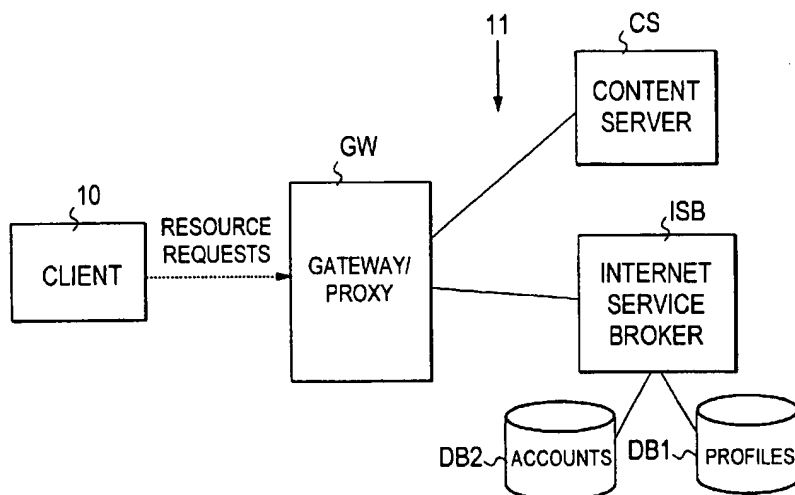 11
CS
CONTENT
SERVER
GW
10
RESOURCE
REQUESTS
CLIENT
GATEWAY/
PROXY
ISB
INTERNET
SERVICE
BROKER
DB2
ACCOUNTS
DB1
PROFILES